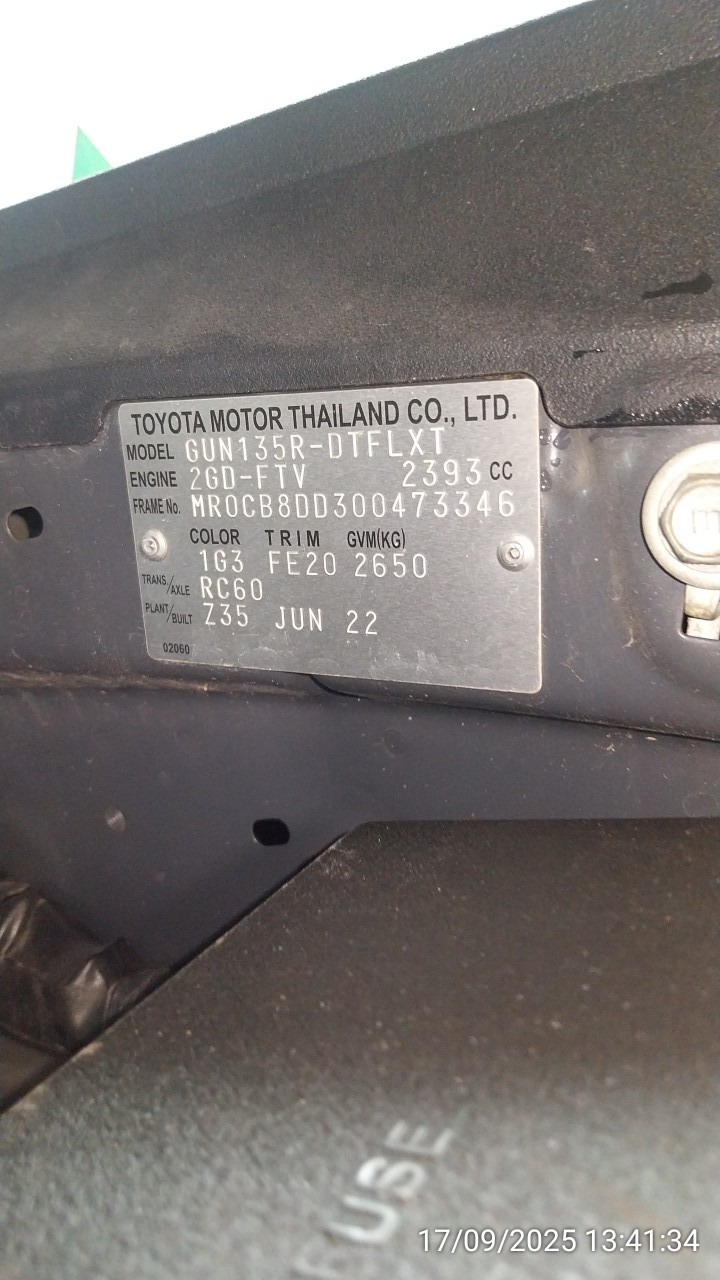 TOYOTA MOTOR THAILAND CO., LTD.
MODEL GUN135R-DTFLXT
ENGINE 2GD-FTV 2393 CC
FRAME No. MR0CB8DD300473346
COLOR TRIM GVM(KG)
1G3 FE20 2650
TRANS/AXLE RC60
PLANT/BUILT Z35 JUN 22
02060
FUSE
17/09/2025 13:41:34